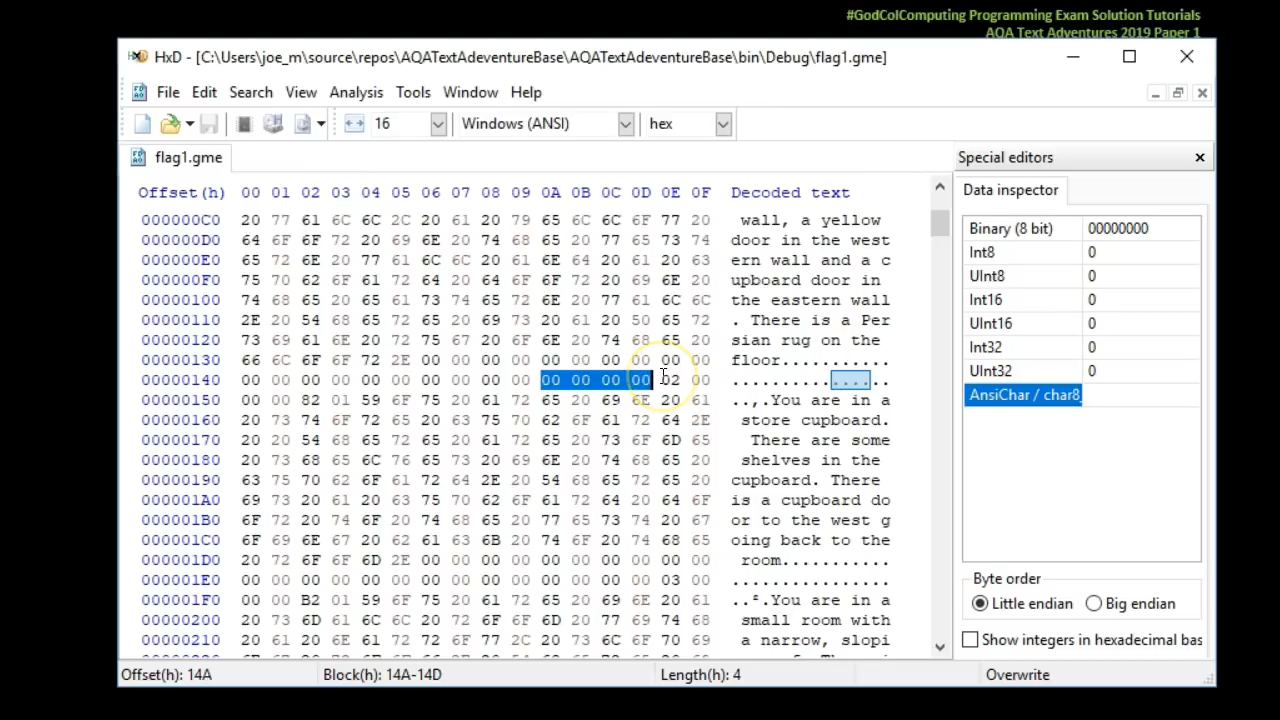 #GodColComputing Programming Exam Solution Tutorials
AQA Text Adventures 2019 Paper 1
HxD - [C:\Users\joe_m\source\repos\AQATextAdeventureBase\AQATextAdeventureBase\bin\Debug\flag1.gme]
File Edit Search View Analysis Tools Window Help
16 Windows (ANSI) hex
flag1.gme
Special editors
Data inspector
Offset(h) 00 01 02 03 04 05 06 07 08 09 0A 0B 0C 0D 0E 0F Decoded text
000000C0 20 77 61 6C 6C 2C 20 61 20 79 65 6C 6C 6F 77 20 wall, a yellow
000000D0 64 6F 6F 72 20 69 6E 20 74 68 65 20 77 65 73 74 door in the west
000000E0 65 72 6E 20 77 61 6C 6C 20 61 6E 64 20 61 20 63 ern wall and a c
000000F0 75 70 62 6F 61 72 64 20 64 6F 6F 72 20 69 6E 20 upboard door in
00000100 74 68 65 20 65 61 73 74 65 72 6E 20 77 61 6C 6C the eastern wall
00000110 2E 20 54 68 65 72 65 20 69 73 20 61 20 50 65 72 . There is a Per
00000120 73 69 61 6E 20 72 75 67 20 6F 6E 20 74 68 65 20 sian rug on the
00000130 66 6C 6F 6F 72 2E 00 00 00 00 00 00 00 00 00 00 floor...........
00000140 00 00 00 00 00 00 00 00 00 00 00 00 00 00 02 00 ................
00000150 00 00 82 01 59 6F 75 20 61 72 65 20 69 6E 20 61 ..‚.You are in a
00000160 20 73 74 6F 72 65 20 63 75 70 62 6F 61 72 64 2E store cupboard.
00000170 20 20 54 68 65 72 65 20 61 72 65 20 73 6F 6D 65 There are some
00000180 20 73 68 65 6C 76 65 73 20 69 6E 20 74 68 65 20 shelves in the
00000190 63 75 70 62 6F 61 72 64 2E 20 54 68 65 72 65 20 cupboard. There
000001A0 69 73 20 61 20 63 75 70 62 6F 61 72 64 20 64 6F is a cupboard do
000001B0 6F 72 20 74 6F 20 74 68 65 20 77 65 73 74 20 67 or to the west g
000001C0 6F 69 6E 67 20 62 61 63 6B 20 74 6F 20 74 68 65 oing back to the
000001D0 20 72 6F 6F 6D 2E 00 00 00 00 00 00 00 00 00 00 room...........
000001E0 00 00 00 00 00 00 00 00 00 00 00 00 00 00 03 00 ................
000001F0 00 00 B2 01 59 6F 75 20 61 72 65 20 69 6E 20 61 ..².You are in a
00000200 20 73 6D 61 6C 6C 20 72 6F 6F 6D 20 77 69 74 68 small room with
00000210 20 61 20 6E 61 72 72 6F 77 2C 20 73 6C 6F 70 69 a narrow, slopi
Binary (8 bit) 00000000
Int8 0
UInt8 0
Int16 0
UInt16 0
Int32 0
UInt32 0
AnsiChar / char8_
Byte order
Little endian Big endian
Show integers in hexadecimal bas
Offset(h): 14A Block(h): 14A-14D Length(h): 4 Overwrite